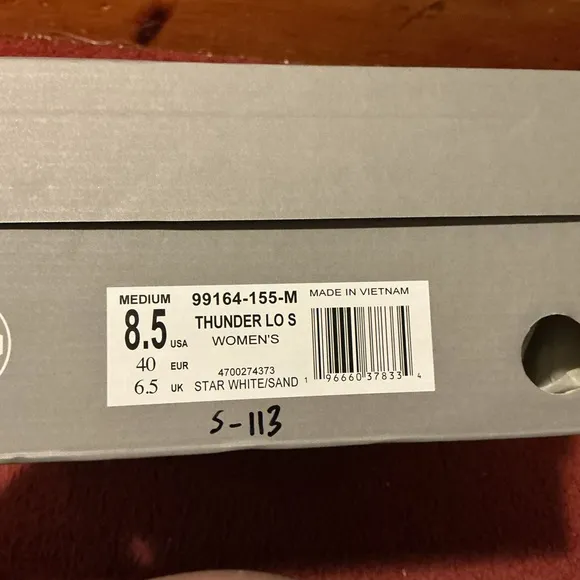 MEDIUM 99164-155-M MADE IN VIETNAM
8.5 USA THUNDER LO S
WOMEN'S
40 EUR 4700274373
6.5 UK STAR WHITE/SAND 1 96660 37833 4
S-113